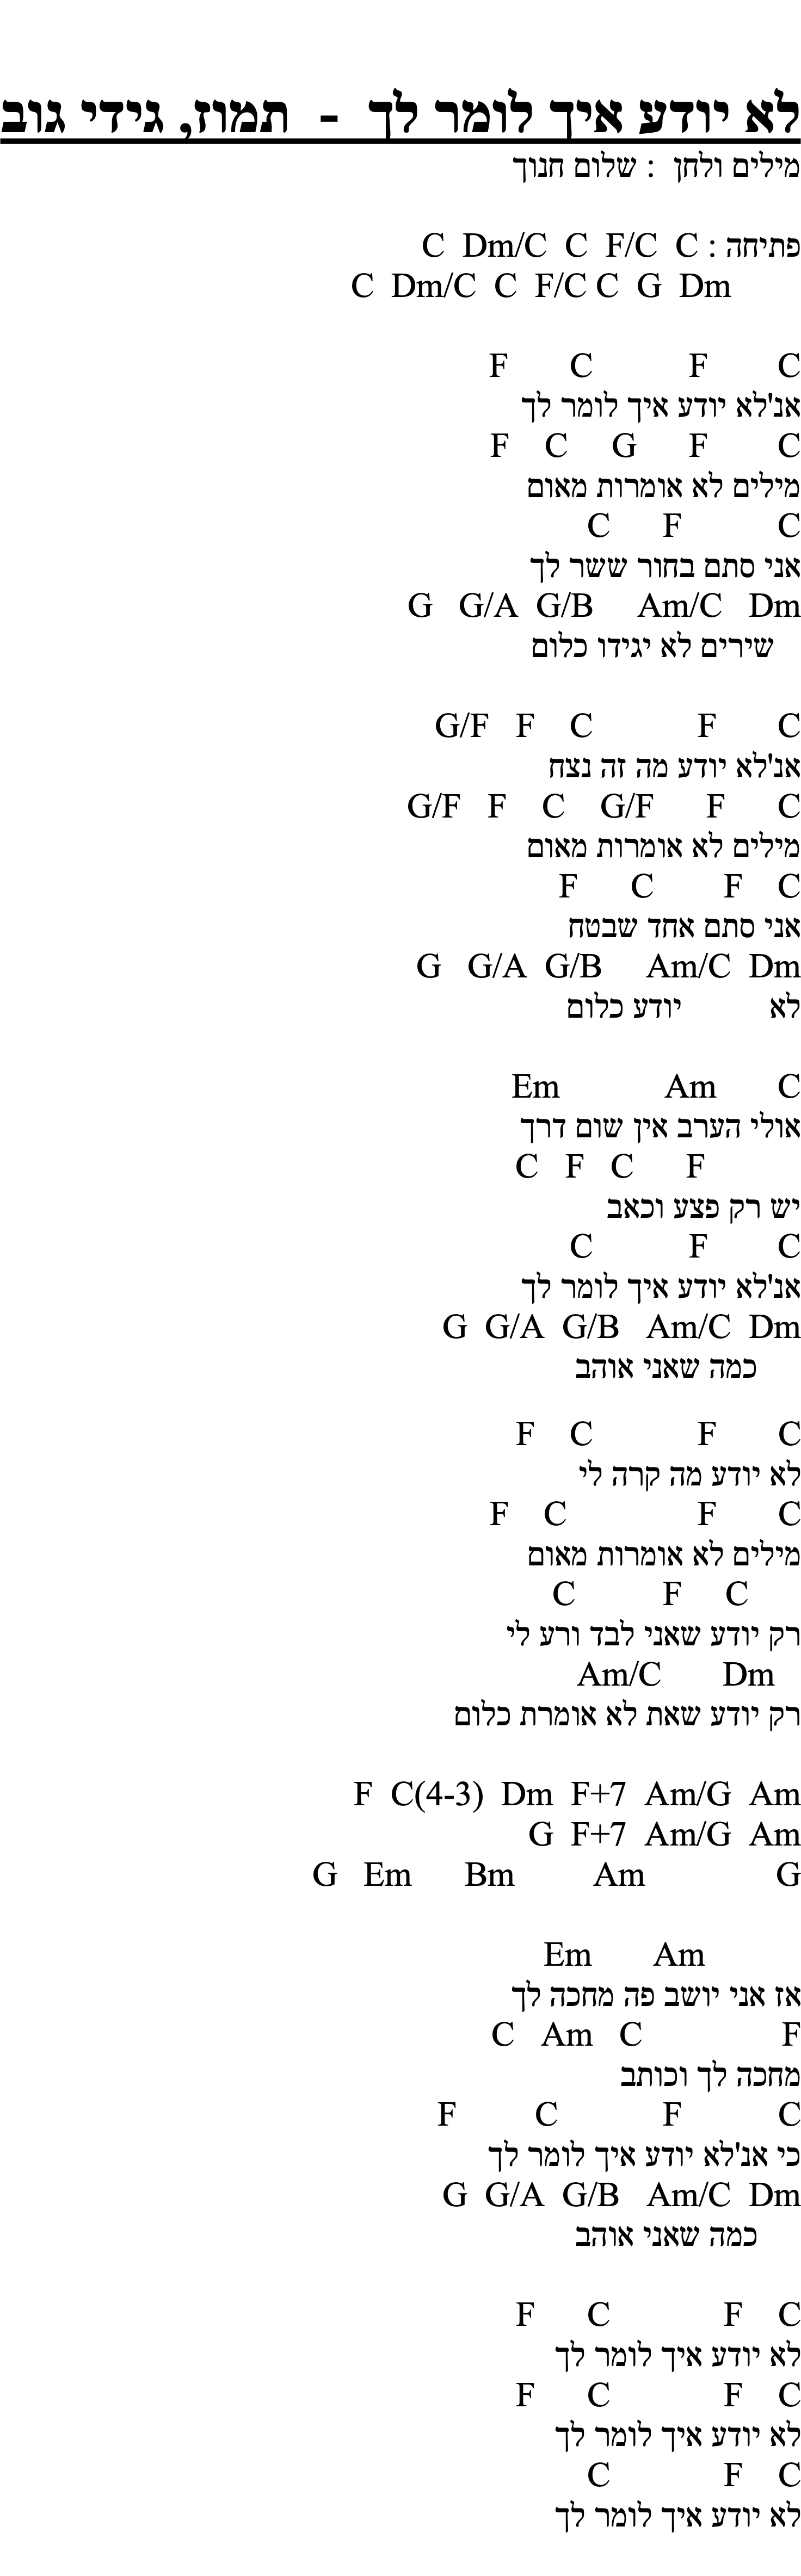 לא יודע איך לומר לך - תמוז, גידי גוב
מילים ולחן : שלום חנוך
פתיחה : C Dm/C C F/C C
C Dm/C C F/C C G Dm
F C F C
אנ'לא יודע איך לומר לך
F C G F C
מילים לא אומרות מאום
C F C
אני סתם בחור ששר לך
G G/A G/B Am/C Dm
שירים לא יגידו כלום
G/F F C F C
אנ'לא יודע מה זה נצח
G/F F C G/F F C
מילים לא אומרות מאום
F C F C
אני סתם אחד שבטח
G G/A G/B Am/C Dm
לא יודע כלום
Em Am C
אולי הערב אין שום דרך
C F C F
יש רק פצע וכאב
C F C
אנ'לא יודע איך לומר לך
G G/A G/B Am/C Dm
כמה שאני אוהב
F C F C
לא יודע מה קרה לי
F C F C
מילים לא אומרות מאום
C F C
רק יודע שאני לבד ורע לי
Am/C Dm
רק יודע שאת לא אומרת כלום
F C(4-3) Dm F+7 Am/G Am
G F+7 Am/G Am
G Em Bm Am G
Em Am
אז אני יושב פה מחכה לך
C Am C F
מחכה לך וכותב
F C F C
כי אנ'לא יודע איך לומר לך
G G/A G/B Am/C Dm
כמה שאני אוהב
F C F C
לא יודע איך לומר לך
F C F C
לא יודע איך לומר לך
C F C
לא יודע איך לומר לך